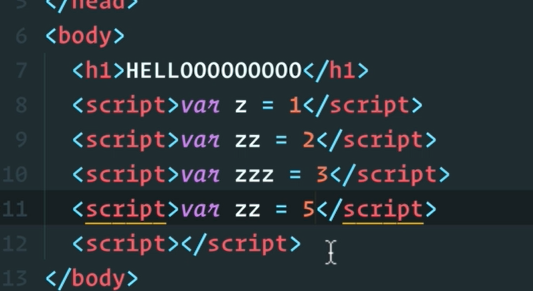 5 </head>
6 <body>
7 <h1>HELLOOOOOOOOO</h1>
8 <script>var z = 1</script>
9 <script>var zz = 2</script>
10 <script>var zzz = 3</script>
11 <script>var zz = 5</script>
12 <script></script>
13 </body>